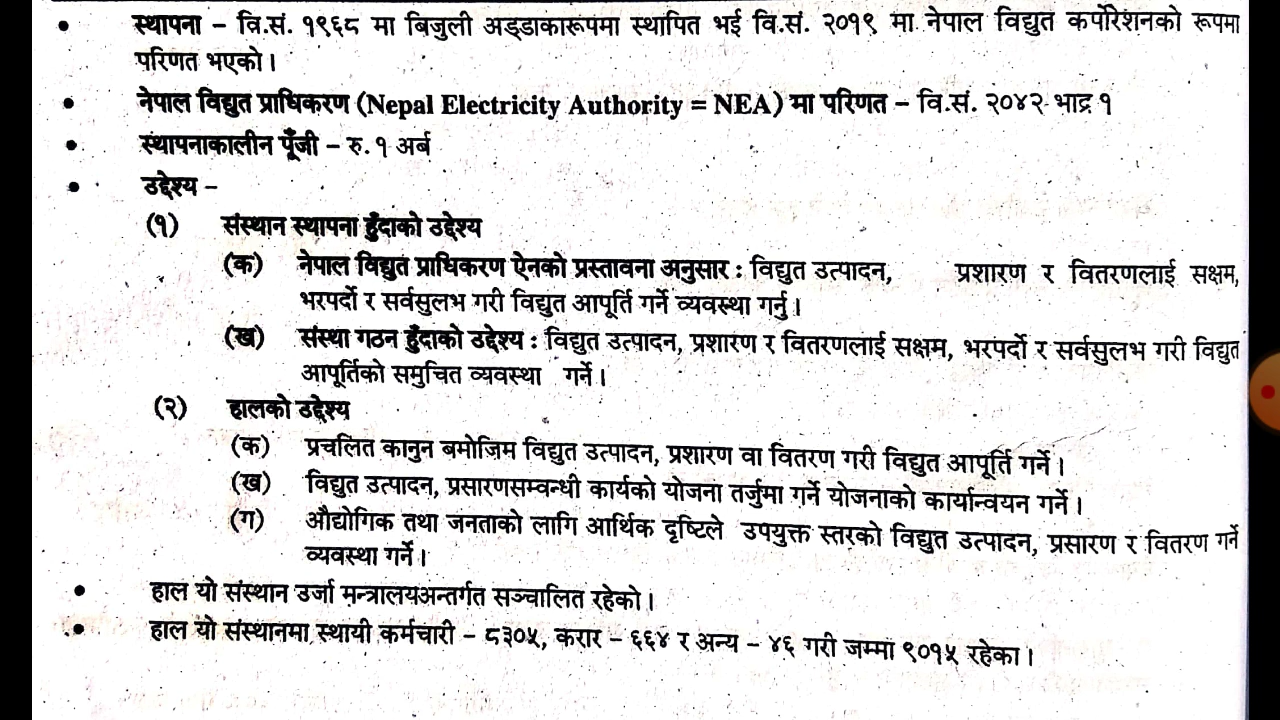 • स्थापना – वि.सं. १९६८ मा बिजुली अड्डाकारूपमा स्थापित भई वि.सं. २०१९ मा नेपाल विद्युत कर्पोरेशनको रूपमा
परिणत भएको।
• नेपाल विद्युत प्राधिकरण (Nepal Electricity Authority = NEA) मा परिणत – वि.सं. २०४२ भाद्र १
• स्थापनाकालीन पूँजी – रु. १ अर्ब
• उद्देश्य –
(१) संस्थान स्थापना हुँदाको उद्देश्य
(क) नेपाल विद्युत प्राधिकरण ऐनको प्रस्तावना अनुसार : विद्युत उत्पादन, प्रशारण र वितरणलाई सक्षम,
भरपर्दो र सर्वसुलभ गरी विद्युत आपूर्ति गर्ने व्यवस्था गर्नु।
(ख) संस्था गठन हुँदाको उद्देश्य : विद्युत उत्पादन, प्रशारण र वितरणलाई सक्षम, भरपर्दो र सर्वसुलभ गरी विद्युत
आपूर्तिको समुचित व्यवस्था गर्ने।
(२) हालको उद्देश्य
(क) प्रचलित कानुन बमोजिम विद्युत उत्पादन, प्रशारण वा वितरण गरी विद्युत आपूर्ति गर्ने।
(ख) विद्युत उत्पादन, प्रसारणसम्वन्धी कार्यको योजना तर्जुमा गर्ने योजनाको कार्यान्वयन गर्ने।
(ग) औद्योगिक तथा जनताको लागि आर्थिक दृष्टिले उपयुक्त स्तरको विद्युत उत्पादन, प्रसारण र वितरण गर्ने
व्यवस्था गर्ने।
• हाल यो संस्थान उर्जा मन्त्रालयअन्तर्गत सञ्चालित रहेको।
• हाल यो संस्थानमा स्थायी कर्मचारी – ८३०५, करार – ६६४ र अन्य – ४६ गरी जम्मा ९०१५ रहेका।